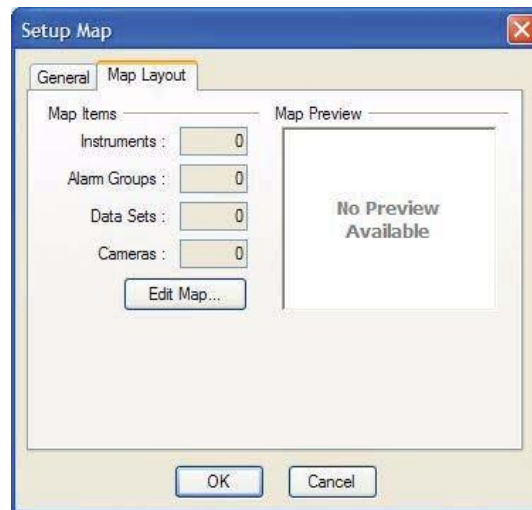 Setup Map
General Map Layout
Map Items Map Preview
Instruments : 0
Alarm Groups : 0
Data Sets : 0
Cameras : 0
No Preview
Available
Edit Map...
OK Cancel